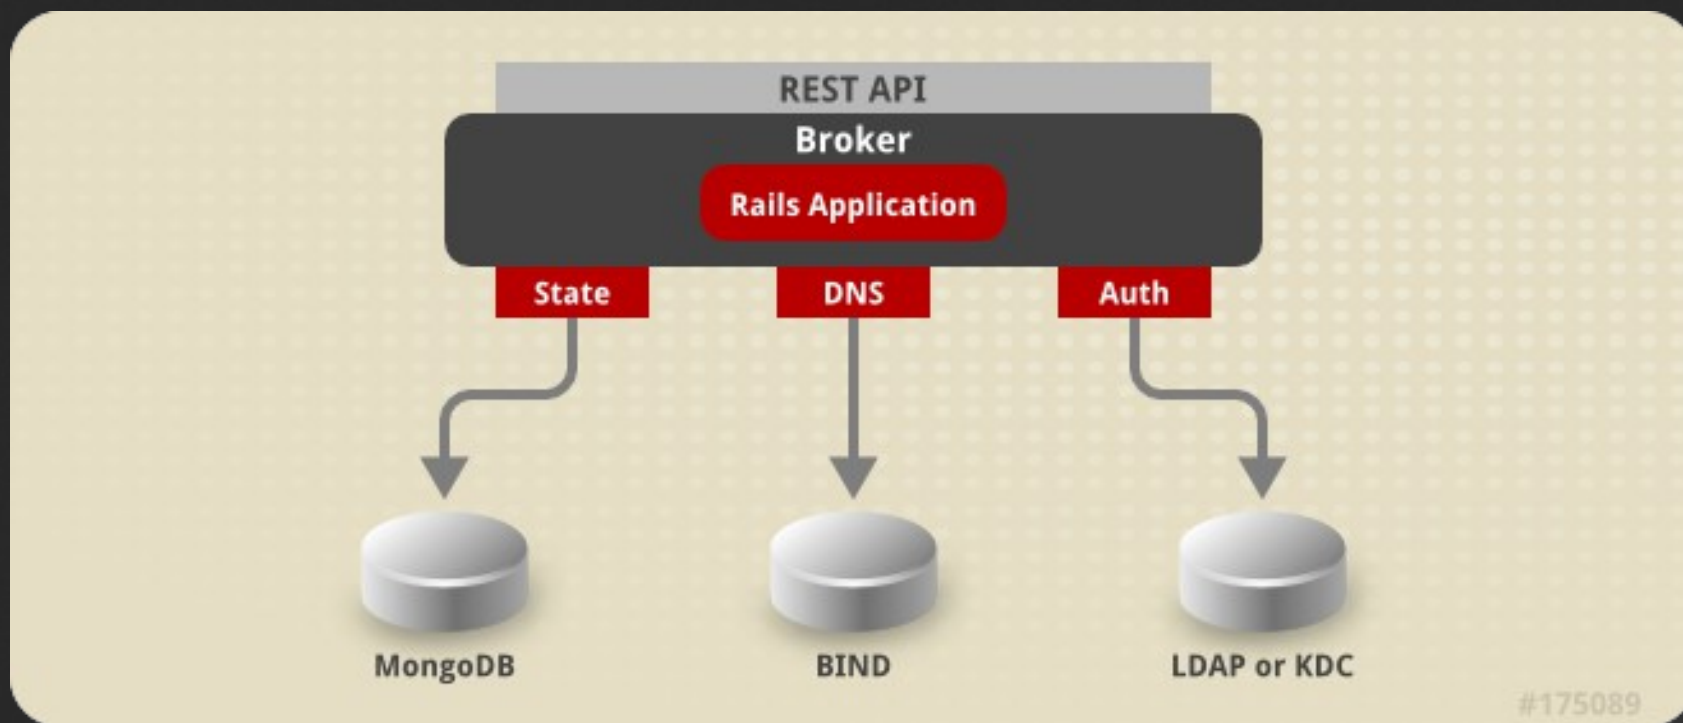 REST API
Broker
Rails Application
State
DNS
Auth
MongoDB
BIND
LDAP or KDC
#175089